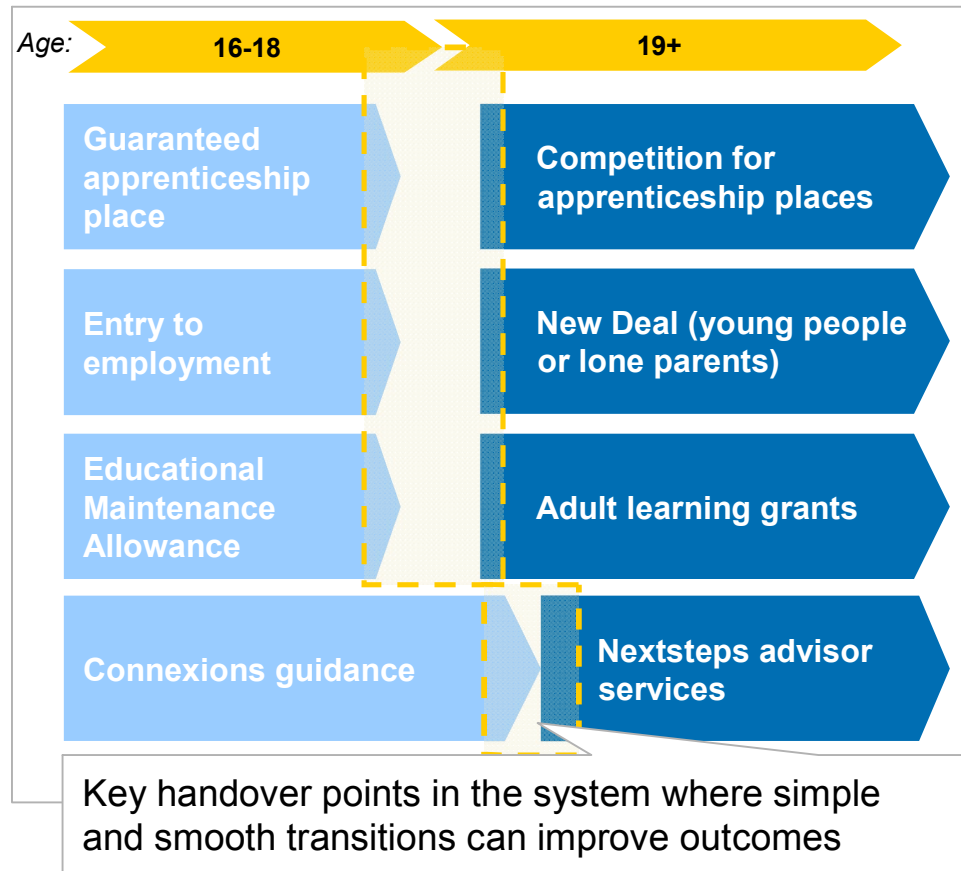 Age:
16-18
19+
Guaranteed
apprenticeship
place
Competition for
apprenticeship places
Entry to
employment
New Deal (young people
or lone parents)
Educational
Maintenance
Allowance
Adult learning grants
Connexions guidance
Nextsteps advisor
services
Key handover points in the system where simple
and smooth transitions can improve outcomes